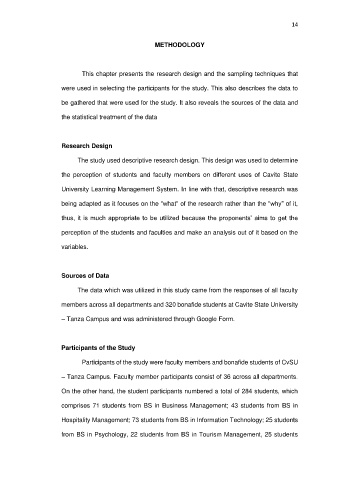 14
METHODOLOGY
This chapter presents the research design and the sampling techniques that
were used in selecting the participants for the study. This also describes the data to
be gathered that were used for the study. It also reveals the sources of the data and
the statistical treatment of the data
Research Design
The study used descriptive research design. This design was used to determine
the perception of students and faculty members on different uses of Cavite State
University Learning Management System. In line with that, descriptive research was
being adapted as it focuses on the "what" of the research rather than the "why" of it,
thus, it is much appropriate to be utilized because the proponents' aims to get the
perception of the students and faculties and make an analysis out of it based on the
variables.
Sources of Data
The data which was utilized in this study came from the responses of all faculty
members across all departments and 320 bonafide students at Cavite State University
– Tanza Campus and was administered through Google Form.
Participants of the Study
Participants of the study were faculty members and bonafide students of CvSU
– Tanza Campus. Faculty member participants consist of 36 across all departments.
On the other hand, the student participants numbered a total of 284 students, which
comprises 71 students from BS in Business Management; 43 students from BS in
Hospitality Management; 73 students from BS in Information Technology; 25 students
from BS in Psychology, 22 students from BS in Tourism Management, 25 students